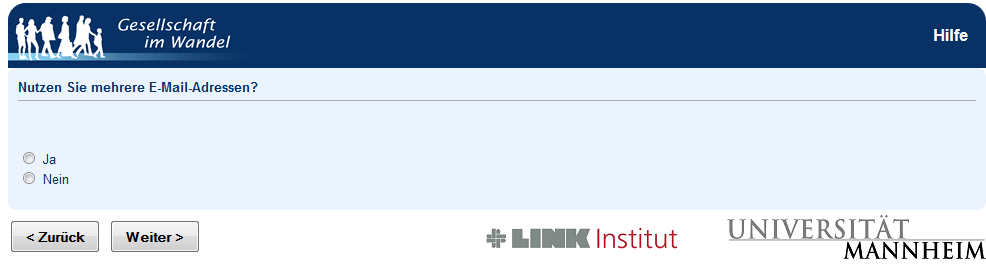 Gesellschaft
im Wandel
Hilfe
Nutzen Sie mehrere E-Mail-Adressen?
Ja
Nein
< Zurück
Weiter >
LINK Institut
UNIVERSITÄT
MANNHEIM